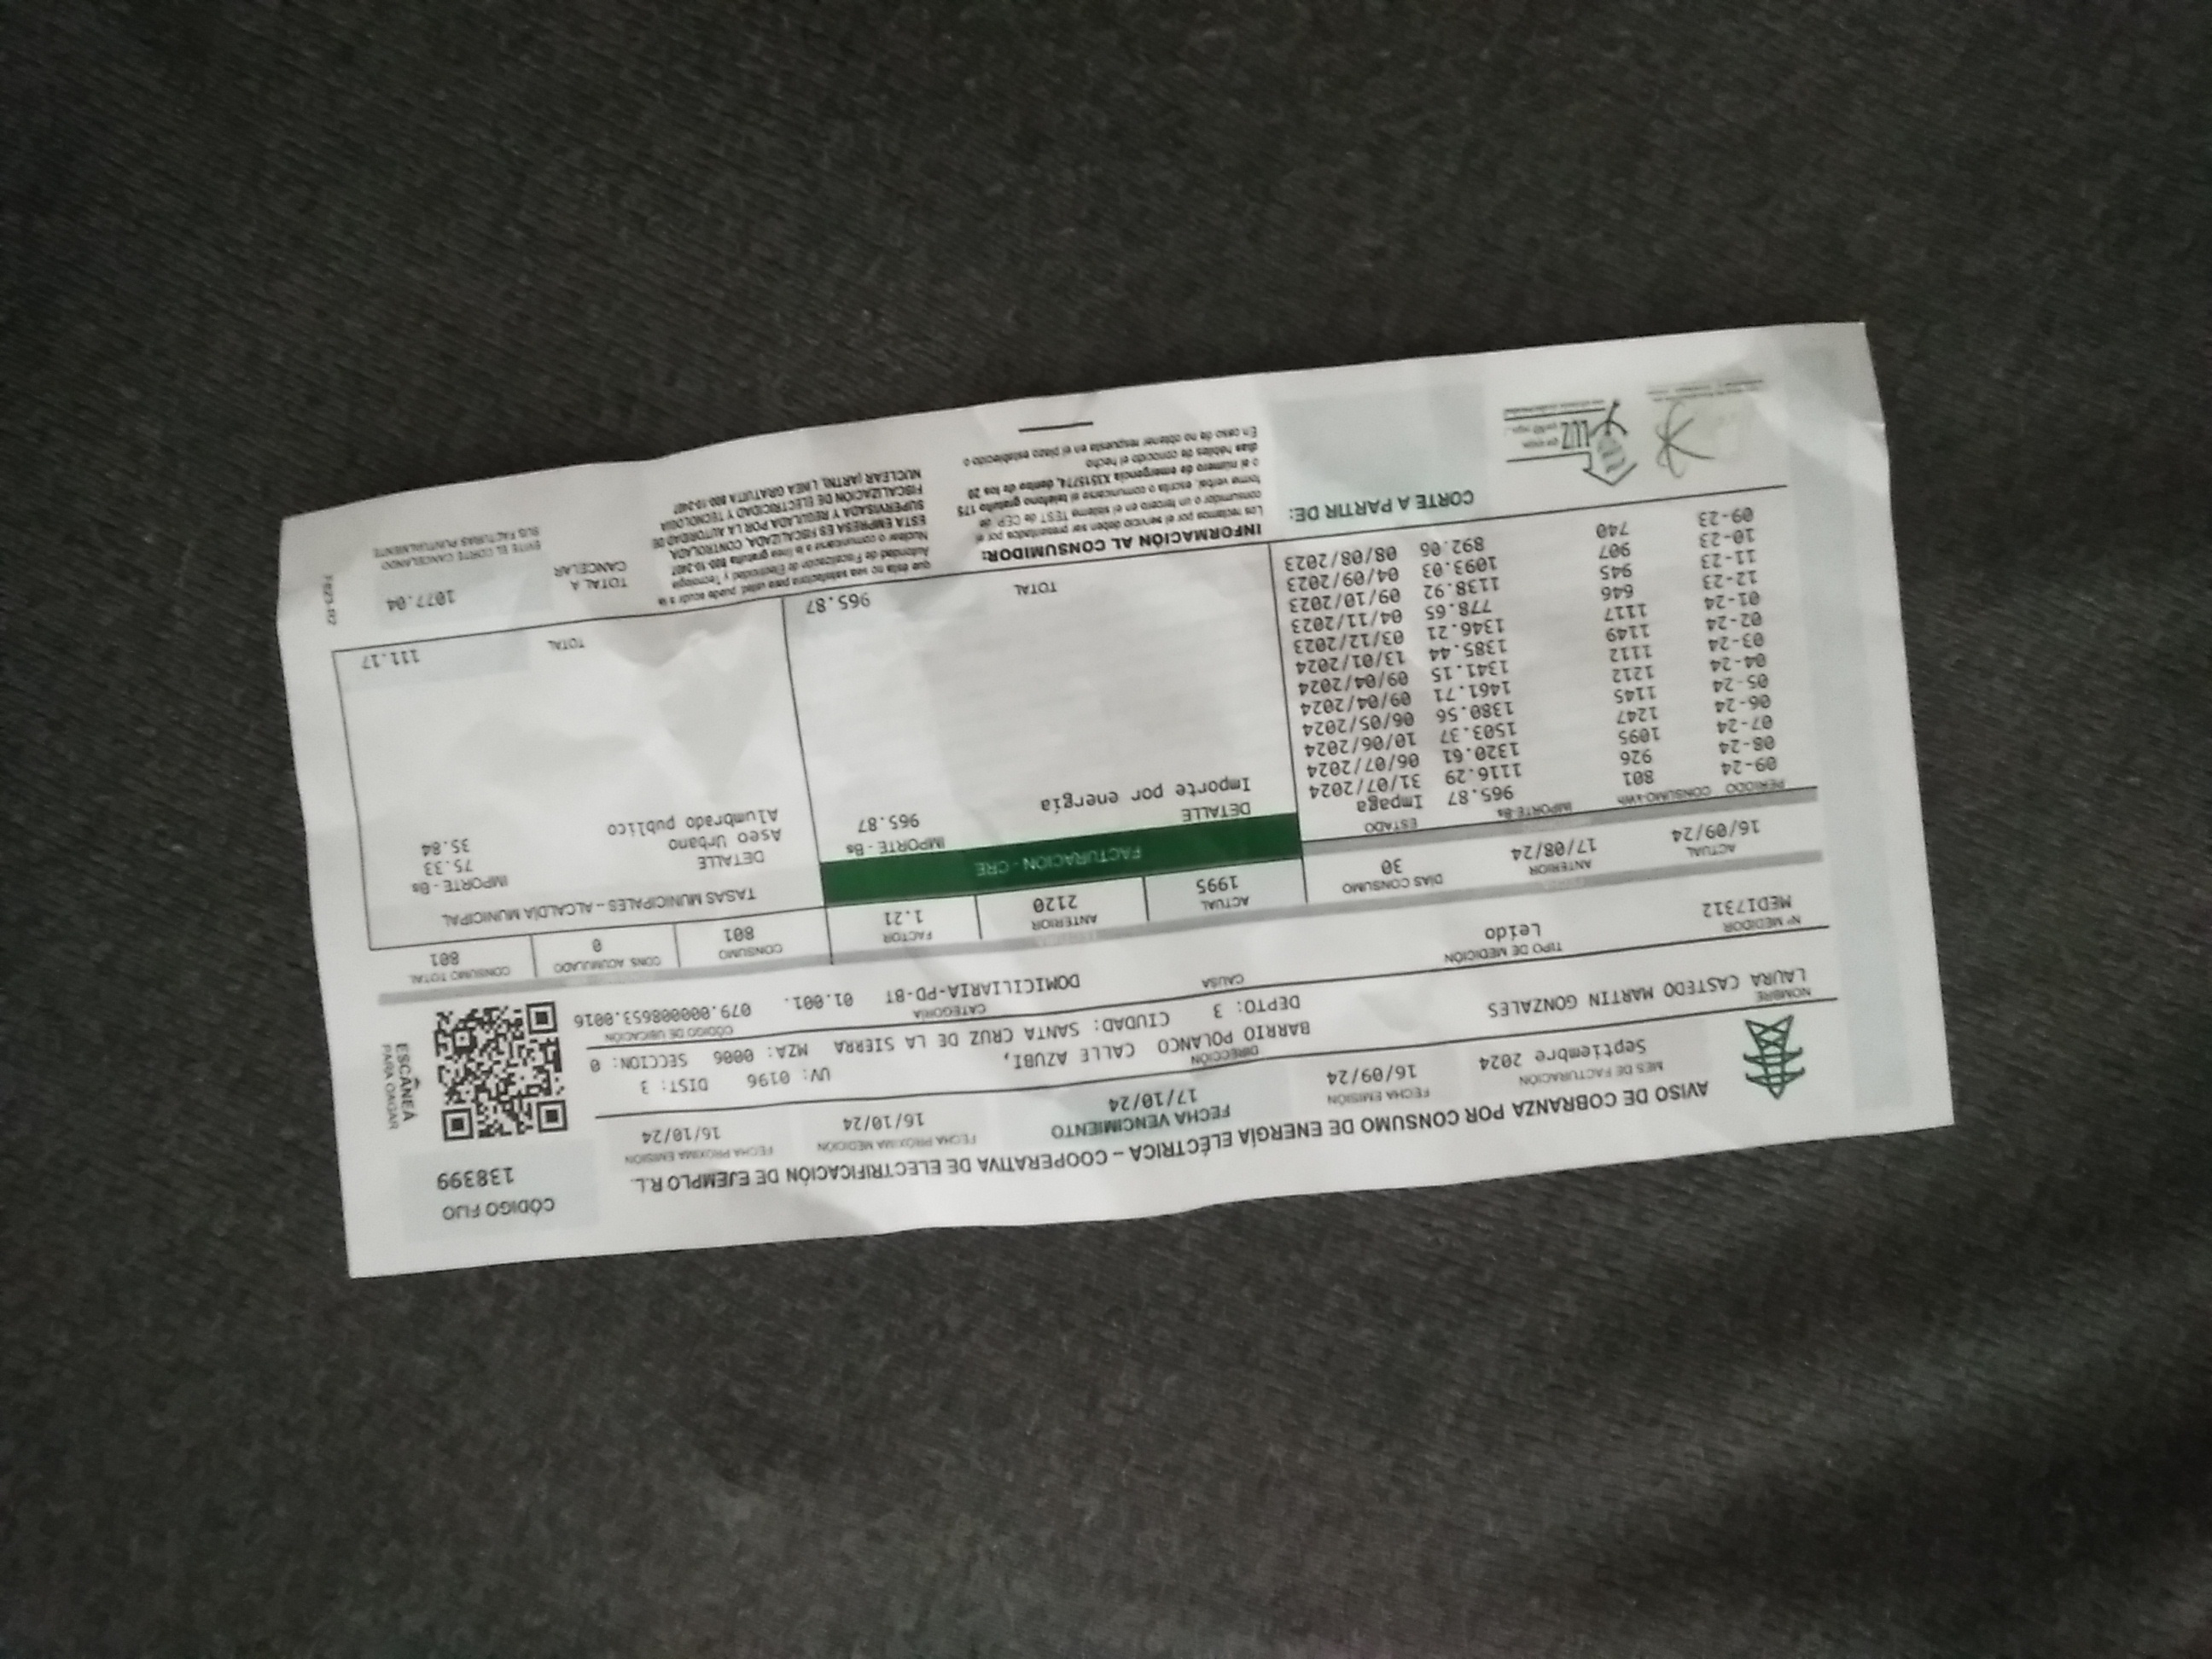 AVISO DE COBRANZA POR CONSUMO DE ENERGÍA ELÉCTRICA – COOPERATIVA DE ELECTRIFICACIÓN DE EJEMPLO R.L.
CÓDIGO FIJO
138399
MES DE FACTURACIÓN
Septiembre 2024
FECHA EMISIÓN
16/09/24
FECHA VENCIMIENTO
17/10/24
FECHA PRÓXIMA MEDICIÓN
16/10/24
FECHA PRÓXIMA EMISIÓN
16/10/24
ESCÂNEA
PARA OAGAR
NOMBRE
LAURA CASTEDO MARTIN GONZALES
DIRECCIÓN
BARRIO POLANCO CALLE AZUBI, UV: 0196 DIST: 3
DEPTO: 3 CIUDAD: SANTA CRUZ DE LA SIERRA MZA: 0006 SECCION: 0
Nº MEDIDOR
MEDI7312
TIPO DE MEDICIÓN
Leido
CAUSA
CATEGORÍA
DOMICILIARIA-PD-BT
CÓDIGO DE UBICACIÓN
01.001. 079.000008653.0016
ACTUAL
16/09/24
ANTERIOR
17/08/24
DÍAS CONSUMO
30
ACTUAL
1995
ANTERIOR
2120
FACTOR
1.21
CONSUMO
801
CONS ACUMULADO
0
CONSUMO TOTAL
801
PERIODO CONSUMO-kWh IMPORTE-Bs ESTADO
09-24 801 965.87 Impaga
08-24 926 1116.29 31/07/2024
07-24 1095 1320.61 06/07/2024
06-24 1247 1503.37 10/06/2024
05-24 1145 1380.56 06/05/2024
04-24 1212 1461.71 09/04/2024
03-24 1112 1341.15 09/04/2024
02-24 1149 1385.44 13/01/2024
01-24 1117 1346.21 03/12/2023
12-23 646 778.65 04/11/2023
11-23 945 1138.92 09/10/2023
10-23 907 1093.03 04/09/2023
09-23 740 892.06 08/08/2023
FACTURACIÓN - CRE
DETALLE IMPORTE - Bs
Importe por energía 965.87
TOTAL 965.87
TASAS MUNICIPALES – ALCALDÍA MUNICIPAL
DETALLE IMPORTE - Bs
Aseo Urbano 75.33
Alumbrado publico 35.84
TOTAL 111.17
CORTE A PARTIR DE:
LUZ
INFORMACIÓN AL CONSUMIDOR:
Los reclamos por el servicio deben ser presentados por el
consumidor o un tercero en el sistema TEST de CEP, de
forma verbal, escrita o comunicarse el teléfono gratuito 175
o el número de emergencia X3515774, dentro de los 20
días hábiles de conocido el hecho
En caso de no obtener respuesta en el plazo establecido o
que esta no sea satisfactoria para usted, puede acudir a la
Autoridad de Fiscalización de Electricidad y Tecnología
Nuclear o comunicarse a la línea gratuita 800-10-2407
ESTA EMPRESA ES FISCALIZADA, CONTROLADA,
SUPERVISADA Y REGULADA POR LA AUTORIDAD DE
FISCALIZACIÓN DE ELECTRICIDAD Y TECNOLOGÍA
NUCLEAR (ARTN), LINEA GRATUITA 800-10-2407
TOTAL A
CANCELAR
1077.04
EVITE EL CORTE CANCELANDO
SUS FACTURAS PUNTUALMENTE